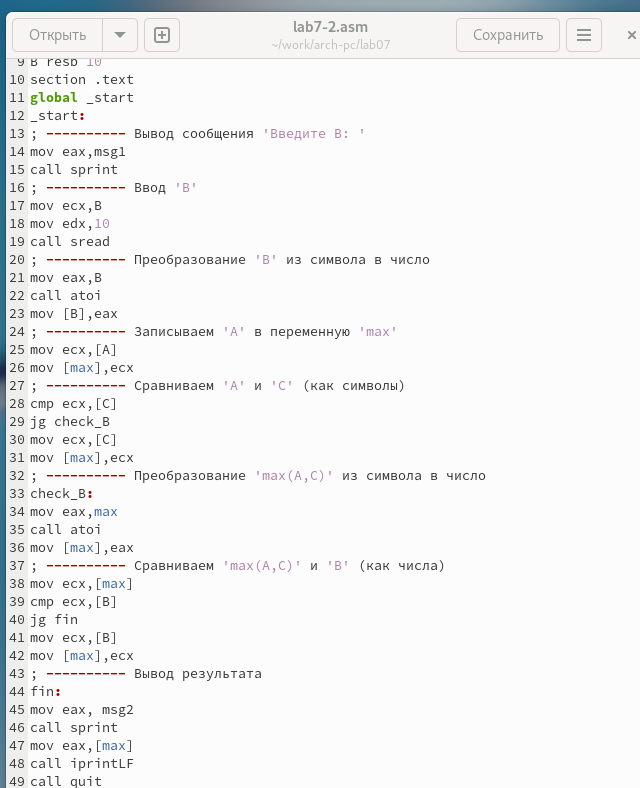 Открыть
lab7-2.asm
~/work/arch-pc/lab07
Сохранить
9 B resb 10
10 section .text
11 global _start
12 _start:
13 ; ---------- Вывод сообщения 'Введите B: '
14 mov eax,msg1
15 call sprint
16 ; ---------- Ввод 'B'
17 mov ecx,B
18 mov edx,10
19 call sread
20 ; ---------- Преобразование 'B' из символа в число
21 mov eax,B
22 call atoi
23 mov [B],eax
24 ; ---------- Записываем 'A' в переменную 'max'
25 mov ecx,[A]
26 mov [max],ecx
27 ; ---------- Сравниваем 'A' и 'C' (как символы)
28 cmp ecx,[C]
29 jg check_B
30 mov ecx,[C]
31 mov [max],ecx
32 ; ---------- Преобразование 'max(A,C)' из символа в число
33 check_B:
34 mov eax,max
35 call atoi
36 mov [max],eax
37 ; ---------- Сравниваем 'max(A,C)' и 'B' (как числа)
38 mov ecx,[max]
39 cmp ecx,[B]
40 jg fin
41 mov ecx,[B]
42 mov [max],ecx
43 ; ---------- Вывод результата
44 fin:
45 mov eax, msg2
46 call sprint
47 mov eax,[max]
48 call iprintLF
49 call quit